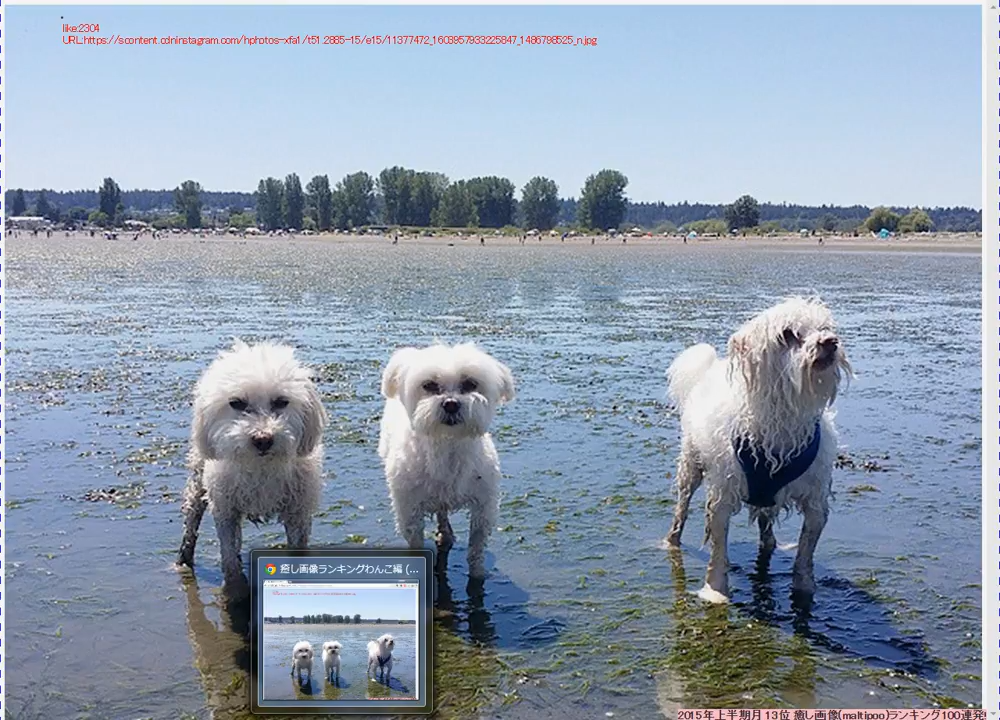 like:2304
URL:https://scontent.cdninstagram.com/hphotos-xfa1/t51.2885-15/e15/11377472_1603957933225847_1486798525_n.jpg
癒し画像ランキングわんこ編 (...
2015年上半期月13位 癒し画像(maltipoo)ランキング100連発!